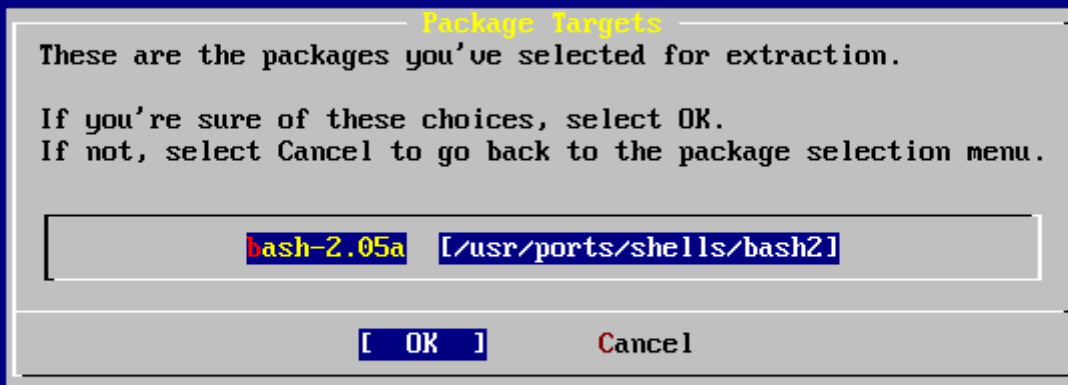 Package Targets
These are the packages you've selected for extraction.
If you're sure of these choices, select OK.
If not, select Cancel to go back to the package selection menu.
bash-2.05a [/usr/ports/shells/bash2]
[ OK ] Cancel